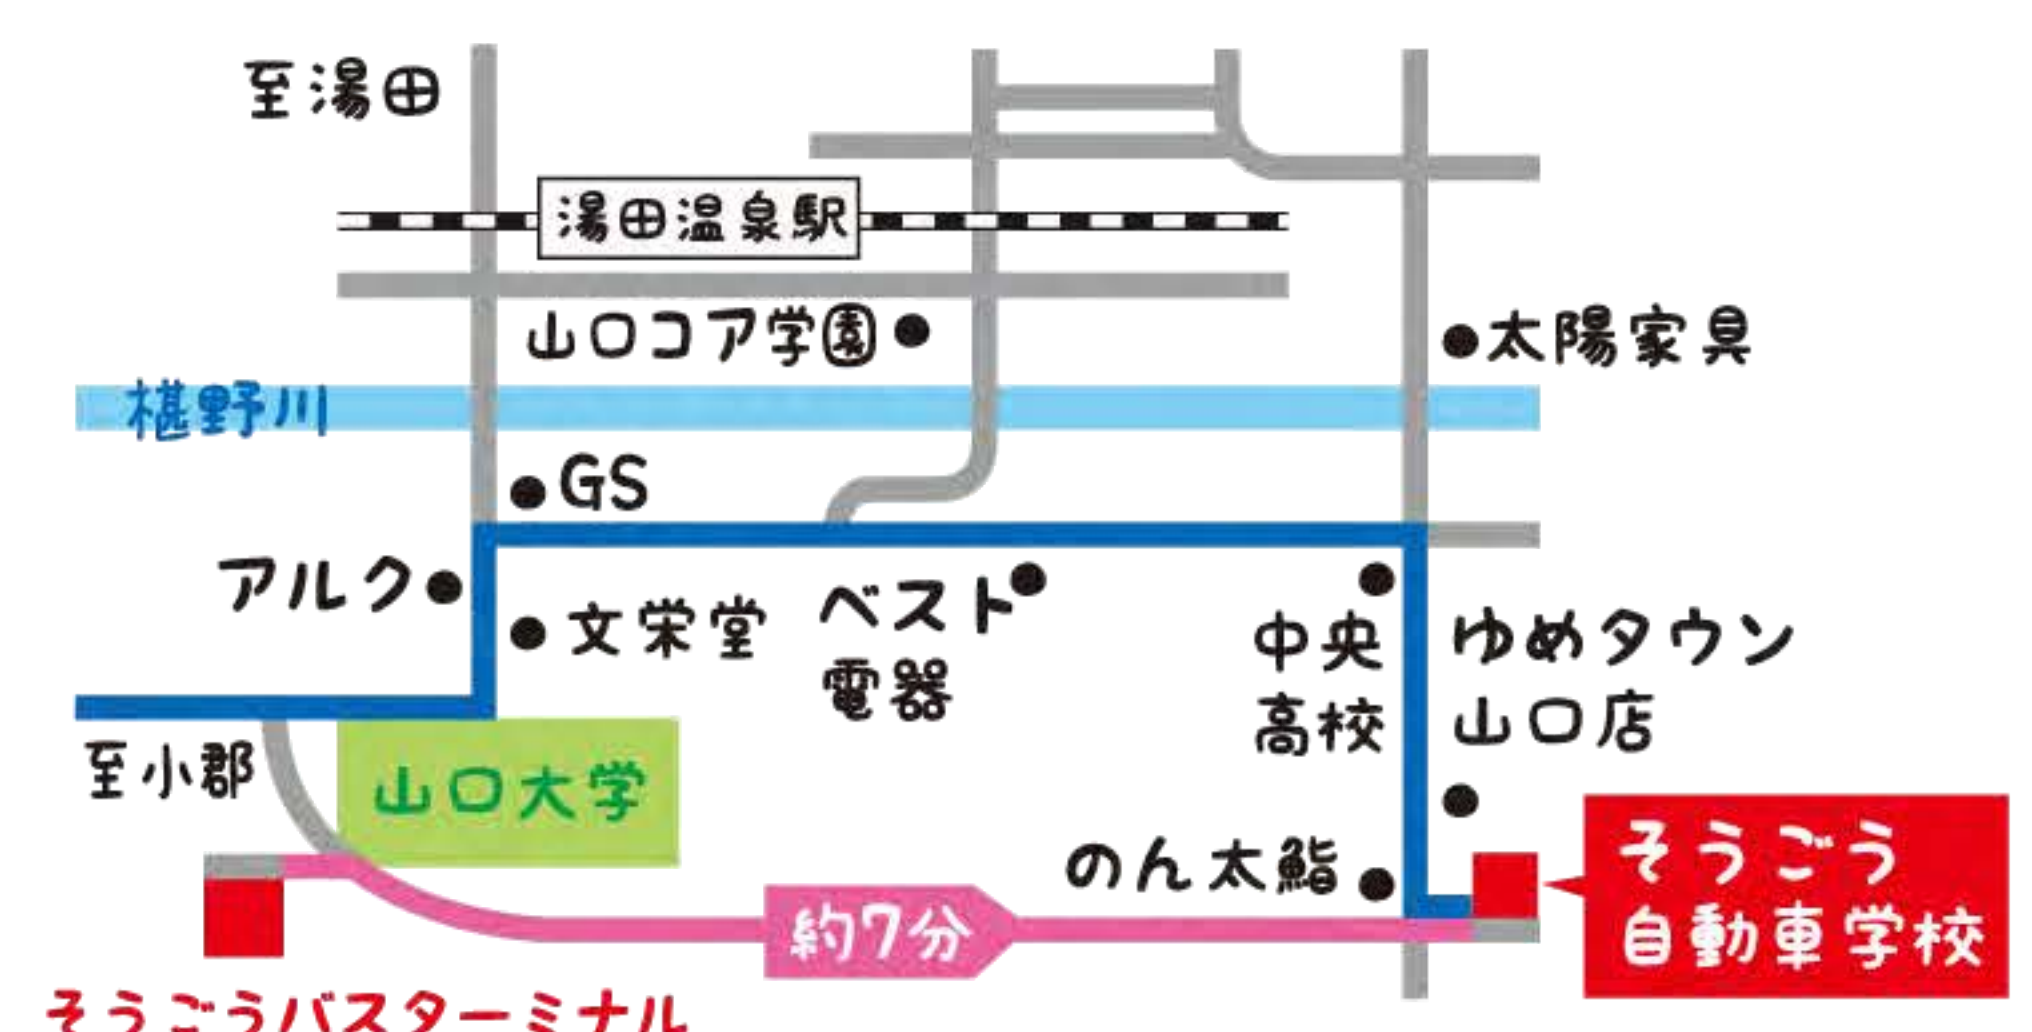 至湯田
湯田温泉駅
山口コア学園
太陽家具
椹野川
GS
アルク
文栄堂
ベスト
電器
中央
高校
ゆめタウン
山口店
至小郡
山口大学
のん太鮨
約7分
そうごう
自動車学校
そうごうバスターミナル